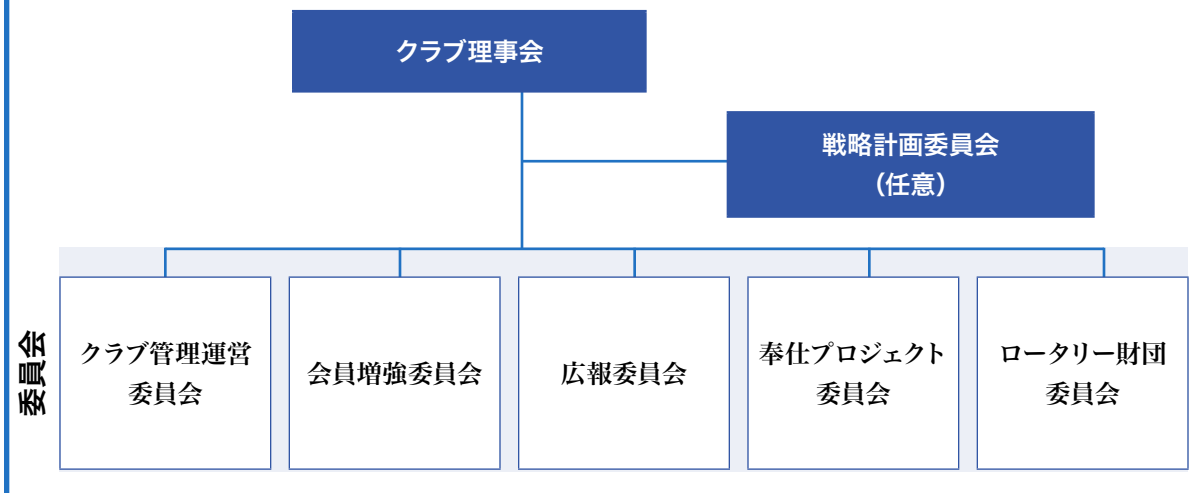 クラブ理事会
戦略計画委員会
（任意）
委員会
クラブ管理運営
委員会
会員増強委員会
広報委員会
奉仕プロジェクト
委員会
ロータリー財団
委員会